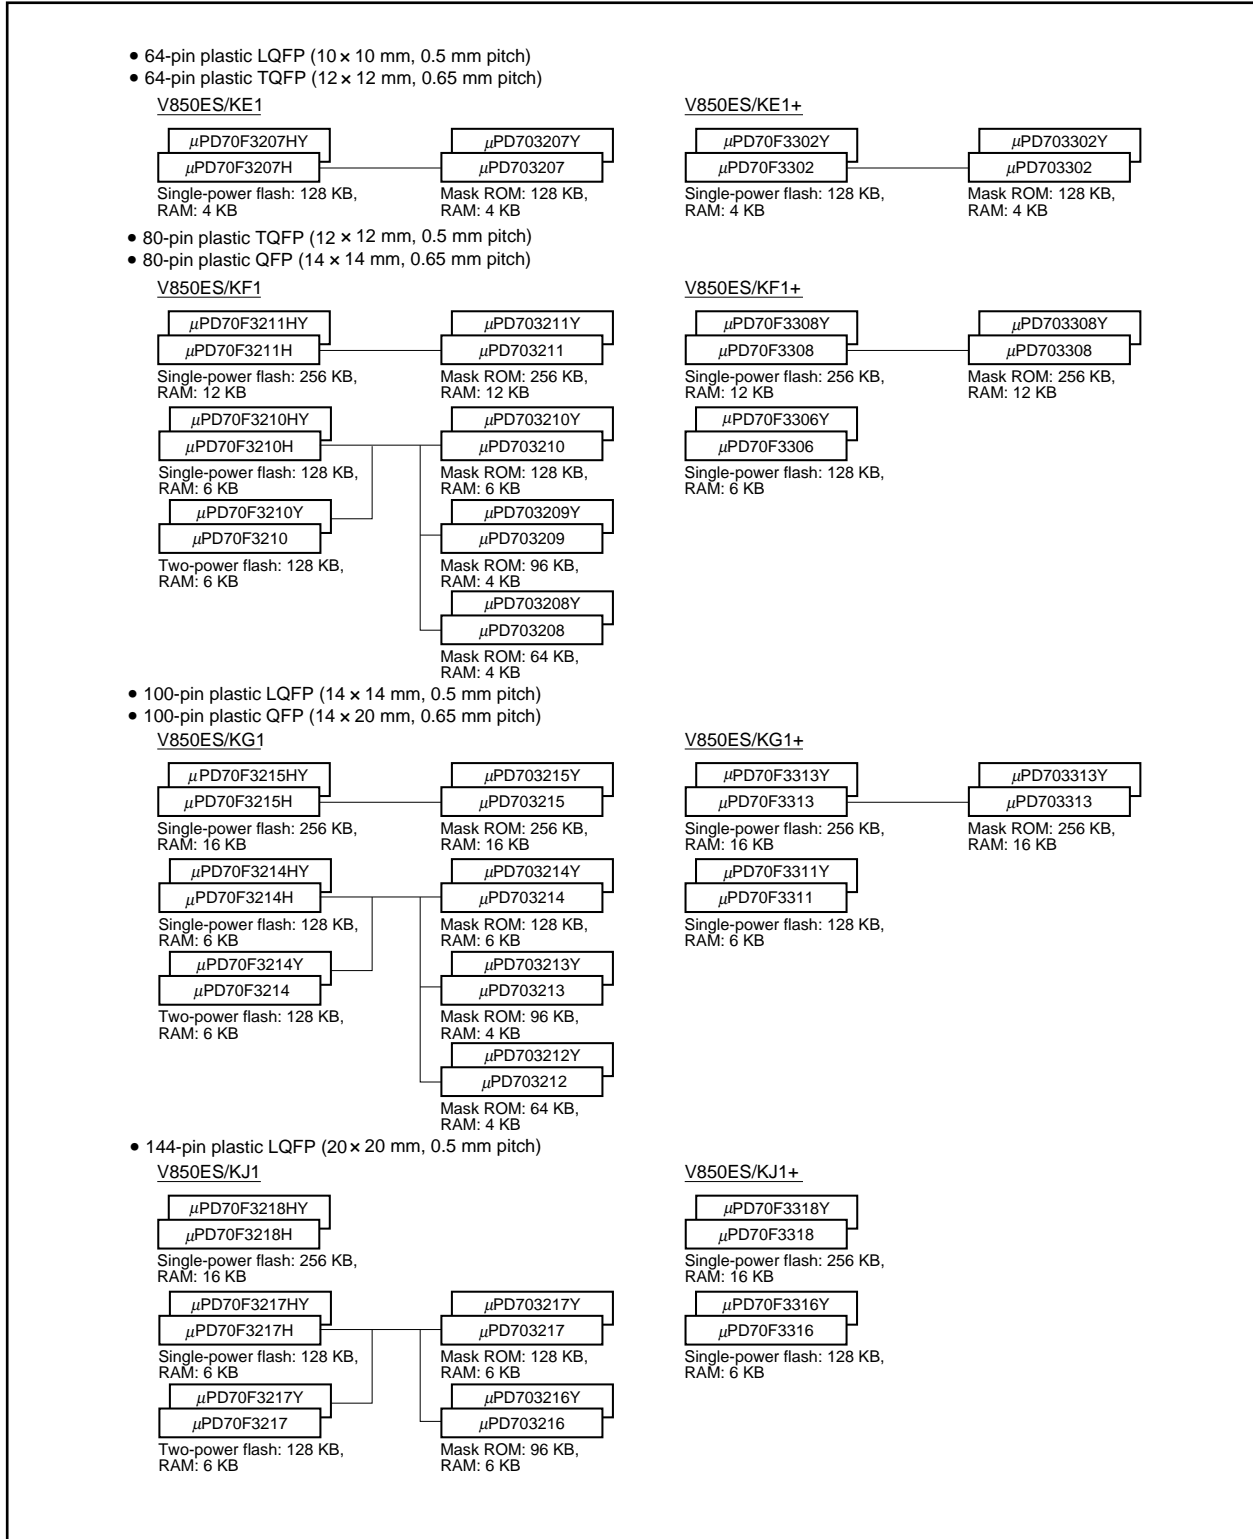 • 64-pin plastic LQFP (10 × 10 mm, 0.5 mm pitch)
• 64-pin plastic TQFP (12 × 12 mm, 0.65 mm pitch)
V850ES/KE1
μPD70F3207HY
μPD70F3207H
Single-power flash: 128 KB,
RAM: 4 KB
μPD703207Y
μPD703207
Mask ROM: 128 KB,
RAM: 4 KB
V850ES/KE1+
μPD70F3302Y
μPD70F3302
Single-power flash: 128 KB,
RAM: 4 KB
μPD703302Y
μPD703302
Mask ROM: 128 KB,
RAM: 4 KB
• 80-pin plastic TQFP (12 × 12 mm, 0.5 mm pitch)
• 80-pin plastic QFP (14 × 14 mm, 0.65 mm pitch)
V850ES/KF1
μPD70F3211HY
μPD70F3211H
Single-power flash: 256 KB,
RAM: 12 KB
μPD703211Y
μPD703211
Mask ROM: 256 KB,
RAM: 12 KB
μPD70F3210HY
μPD70F3210H
Single-power flash: 128 KB,
RAM: 6 KB
μPD703210Y
μPD703210
Mask ROM: 128 KB,
RAM: 6 KB
μPD70F3210Y
μPD70F3210
Two-power flash: 128 KB,
RAM: 6 KB
μPD703209Y
μPD703209
Mask ROM: 96 KB,
RAM: 4 KB
μPD703208Y
μPD703208
Mask ROM: 64 KB,
RAM: 4 KB
V850ES/KF1+
μPD70F3308Y
μPD70F3308
Single-power flash: 256 KB,
RAM: 12 KB
μPD703308Y
μPD703308
Mask ROM: 256 KB,
RAM: 12 KB
μPD70F3306Y
μPD70F3306
Single-power flash: 128 KB,
RAM: 6 KB
• 100-pin plastic LQFP (14 × 14 mm, 0.5 mm pitch)
• 100-pin plastic QFP (14 × 20 mm, 0.65 mm pitch)
V850ES/KG1
μPD70F3215HY
μPD70F3215H
Single-power flash: 256 KB,
RAM: 16 KB
μPD703215Y
μPD703215
Mask ROM: 256 KB,
RAM: 16 KB
μPD70F3214HY
μPD70F3214H
Single-power flash: 128 KB,
RAM: 6 KB
μPD703214Y
μPD703214
Mask ROM: 128 KB,
RAM: 6 KB
μPD70F3214Y
μPD70F3214
Two-power flash: 128 KB,
RAM: 6 KB
μPD703213Y
μPD703213
Mask ROM: 96 KB,
RAM: 4 KB
μPD703212Y
μPD703212
Mask ROM: 64 KB,
RAM: 4 KB
V850ES/KG1+
μPD70F3313Y
μPD70F3313
Single-power flash: 256 KB,
RAM: 16 KB
μPD703313Y
μPD703313
Mask ROM: 256 KB,
RAM: 16 KB
μPD70F3311Y
μPD70F3311
Single-power flash: 128 KB,
RAM: 6 KB
• 144-pin plastic LQFP (20 × 20 mm, 0.5 mm pitch)
V850ES/KJ1
μPD70F3218HY
μPD70F3218H
Single-power flash: 256 KB,
RAM: 16 KB
μPD70F3217HY
μPD70F3217H
Single-power flash: 128 KB,
RAM: 6 KB
μPD703217Y
μPD703217
Mask ROM: 128 KB,
RAM: 6 KB
μPD70F3217Y
μPD70F3217
Two-power flash: 128 KB,
RAM: 6 KB
μPD703216Y
μPD703216
Mask ROM: 96 KB,
RAM: 6 KB
V850ES/KJ1+
μPD70F3318Y
μPD70F3318
Single-power flash: 256 KB,
RAM: 16 KB
μPD70F3316Y
μPD70F3316
Single-power flash: 128 KB,
RAM: 6 KB